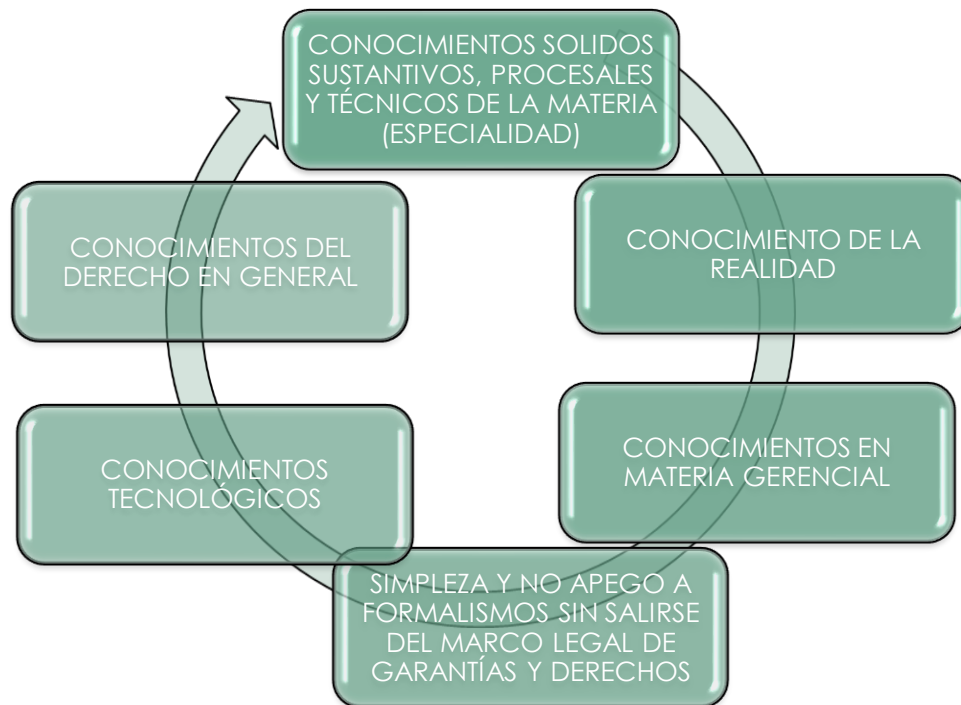 CONOCIMIENTOS SOLIDOS
SUSTANTIVOS, PROCESALES
Y TÉCNICOS DE LA MATERIA
(ESPECIALIDAD)
CONOCIMIENTO DE LA
REALIDAD
CONOCIMIENTOS EN
MATERIA GERENCIAL
SIMPLEZA Y NO APEGO A
FORMALISMOS SIN SALIRSE
DEL MARCO LEGAL DE
GARANTÍAS Y DERECHOS
CONOCIMIENTOS
TECNOLÓGICOS
CONOCIMIENTOS DEL
DERECHO EN GENERAL